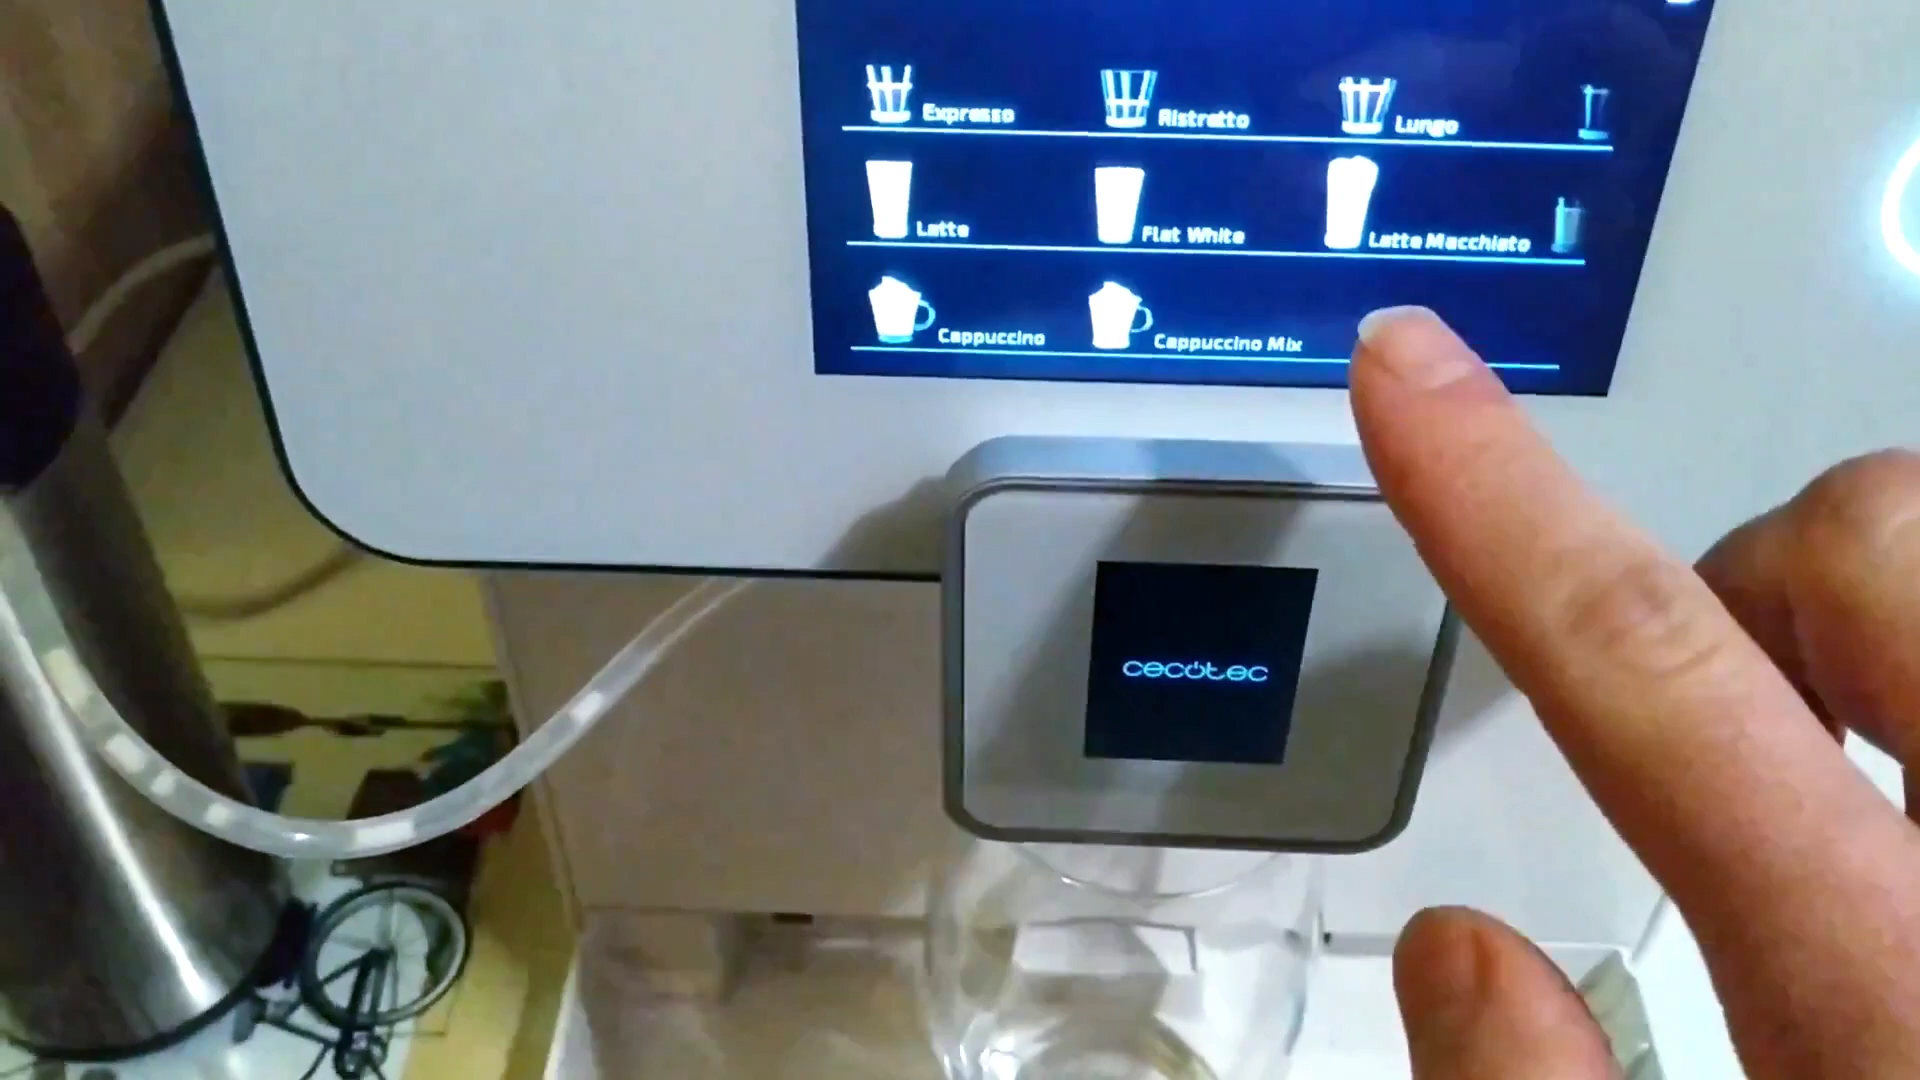 Expresso Ristretto Lungo
Latte Flat White Latte Macchiato
Cappuccino Cappuccino Mix
cecotec